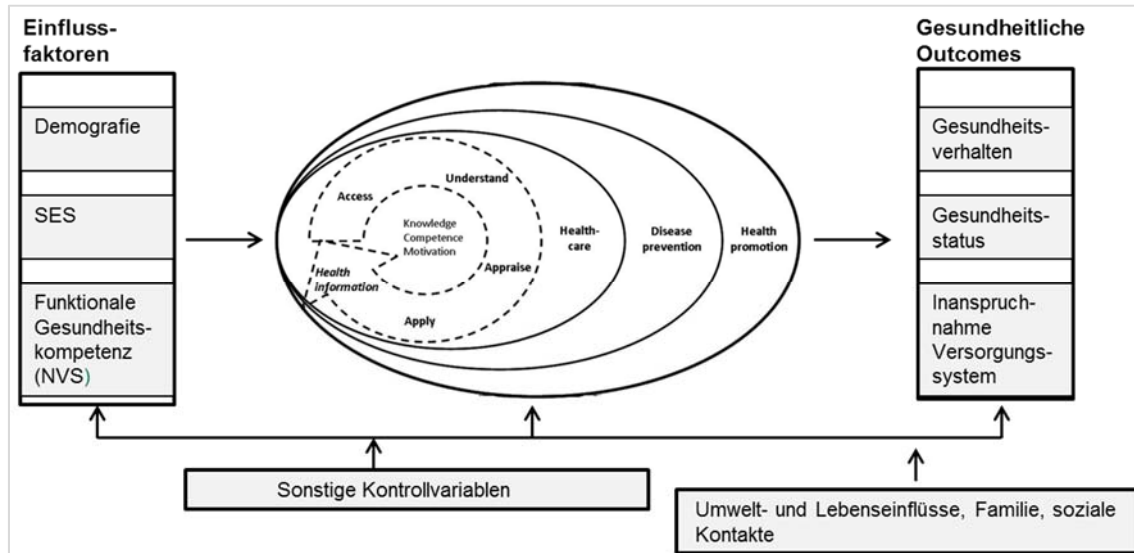 Einfluss-
faktoren
Demografie
SES
Funktionale
Gesundheits-
kompetenz
(NVS)
Access
Understand
Knowledge
Competence
Motivation
Health
information
Appraise
Apply
Health-
care
Disease
prevention
Health
promotion
Gesundheitliche
Outcomes
Gesundheits-
verhalten
Gesundheits-
status
Inanspruch-
nahme
Versorgungs-
system
Sonstige Kontrollvariablen
Umwelt- und Lebenseinflüsse, Familie, soziale
Kontakte